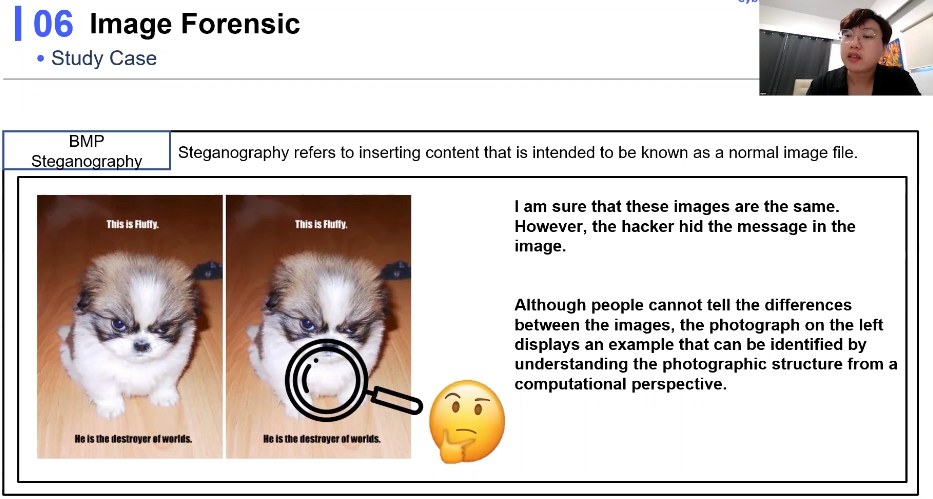 06 Image Forensic
• Study Case
BMP
Steganography
Steganography refers to inserting content that is intended to be known as a normal image file.
This is Fluffy.
He is the destroyer of worlds.
This is Fluffy.
He is the destroyer of worlds.
I am sure that these images are the same.
However, the hacker hid the message in the
image.
Although people cannot tell the differences
between the images, the photograph on the left
displays an example that can be identified by
understanding the photographic structure from a
computational perspective.